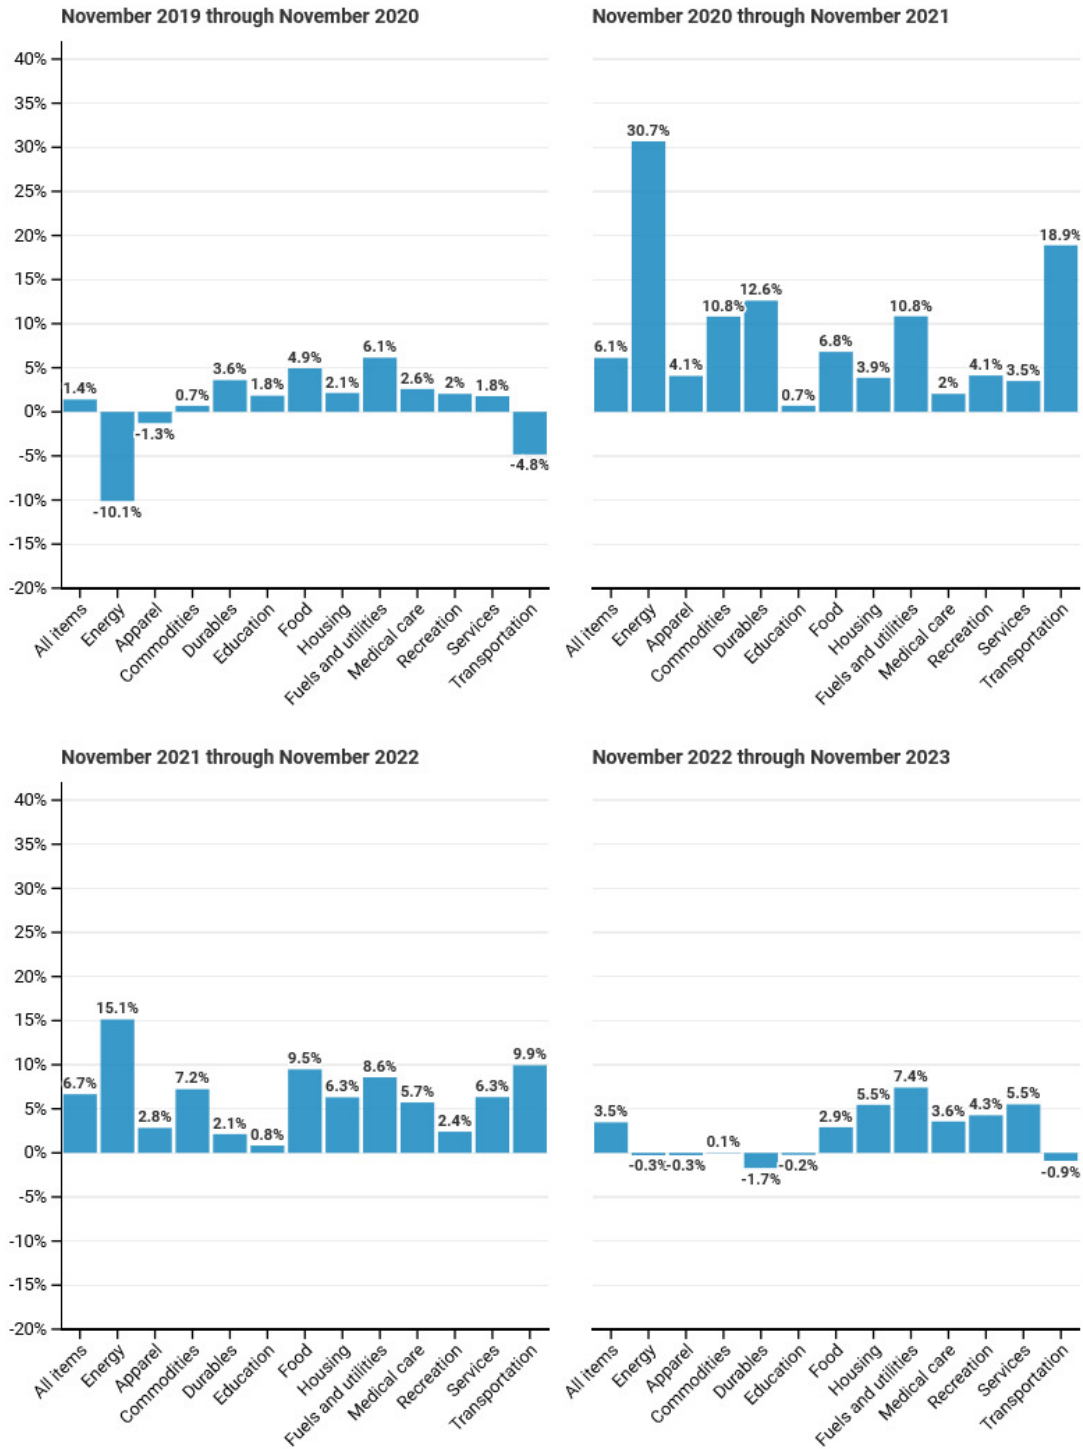 November 2019 through November 2020
40%
35%
30%
25%
20%
15%
10%
5%
0%
-5%
-10%
-15%
-20%
1.4%
-10.1%
-1.3%
0.7%
3.6%
1.8%
4.9%
2.1%
6.1%
2.6%
2%
1.8%
-4.8%
All items
Energy
Apparel
Commodities
Durables
Education
Food
Housing
Fuels and utilities
Medical care
Recreation
Services
Transportation
November 2020 through November 2021
6.1%
30.7%
4.1%
10.8%
12.6%
0.7%
6.8%
3.9%
10.8%
2%
4.1%
3.5%
18.9%
All items
Energy
Apparel
Commodities
Durables
Education
Food
Housing
Fuels and utilities
Medical care
Recreation
Services
Transportation
November 2021 through November 2022
40%
35%
30%
25%
20%
15%
10%
5%
0%
-5%
-10%
-15%
-20%
6.7%
15.1%
2.8%
7.2%
2.1%
0.8%
9.5%
6.3%
8.6%
5.7%
2.4%
6.3%
9.9%
All items
Energy
Apparel
Commodities
Durables
Education
Food
Housing
Fuels and utilities
Medical care
Recreation
Services
Transportation
November 2022 through November 2023
3.5%
-0.3%
-0.3%
0.1%
-1.7%
-0.2%
2.9%
5.5%
7.4%
3.6%
4.3%
5.5%
-0.9%
All items
Energy
Apparel
Commodities
Durables
Education
Food
Housing
Fuels and utilities
Medical care
Recreation
Services
Transportation